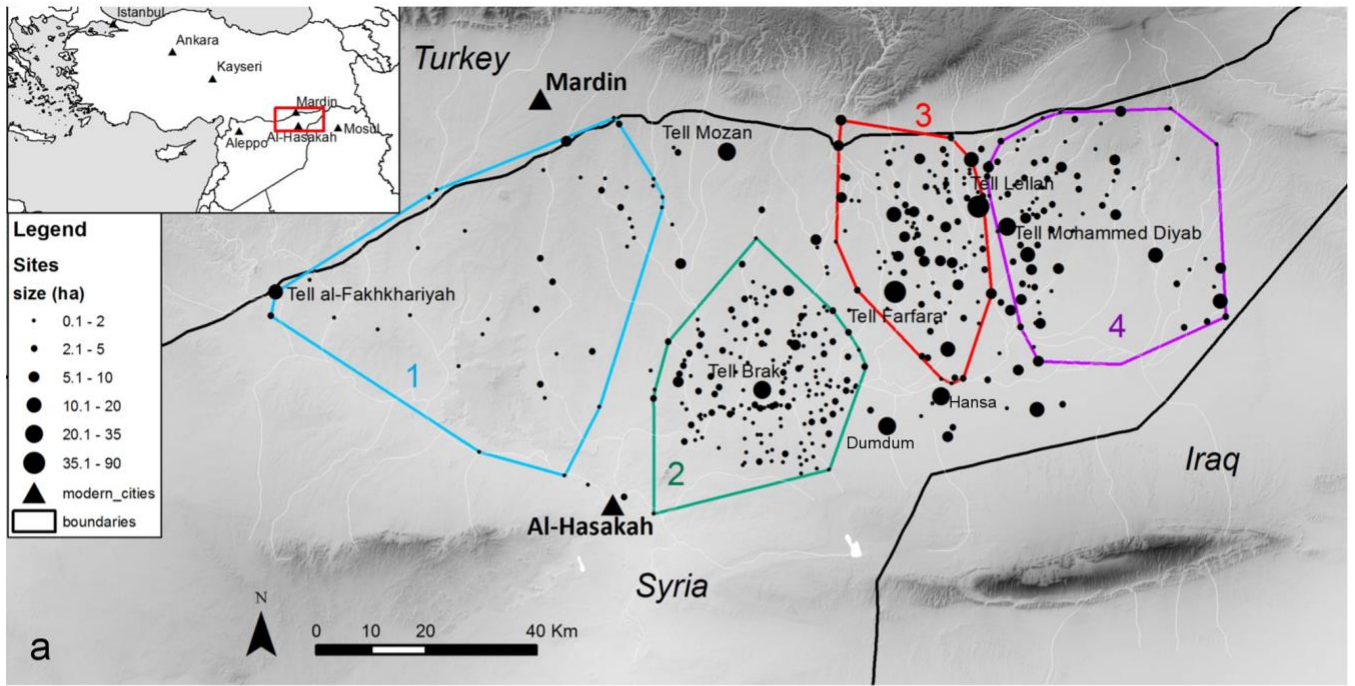 Istanbul
Ankara
Kayseri
Mardin
Al-Hasakah
Mosul
Aleppo
Legend
Sites
size (ha)
0.1 - 2
2.1 - 5
5.1 - 10
10.1 - 20
20.1 - 35
35.1 - 90
modern_cities
boundaries
Turkey
Mardin
Tell Mozan
3
Tell Leilan
Tell Mohammed Diyab
Tell al-Fakhkhariyah
Tell Farfara
4
1
Tell Brak
Hansa
Dumdum
2
Iraq
Al-Hasakah
Syria
N
0 10 20 40 Km
a